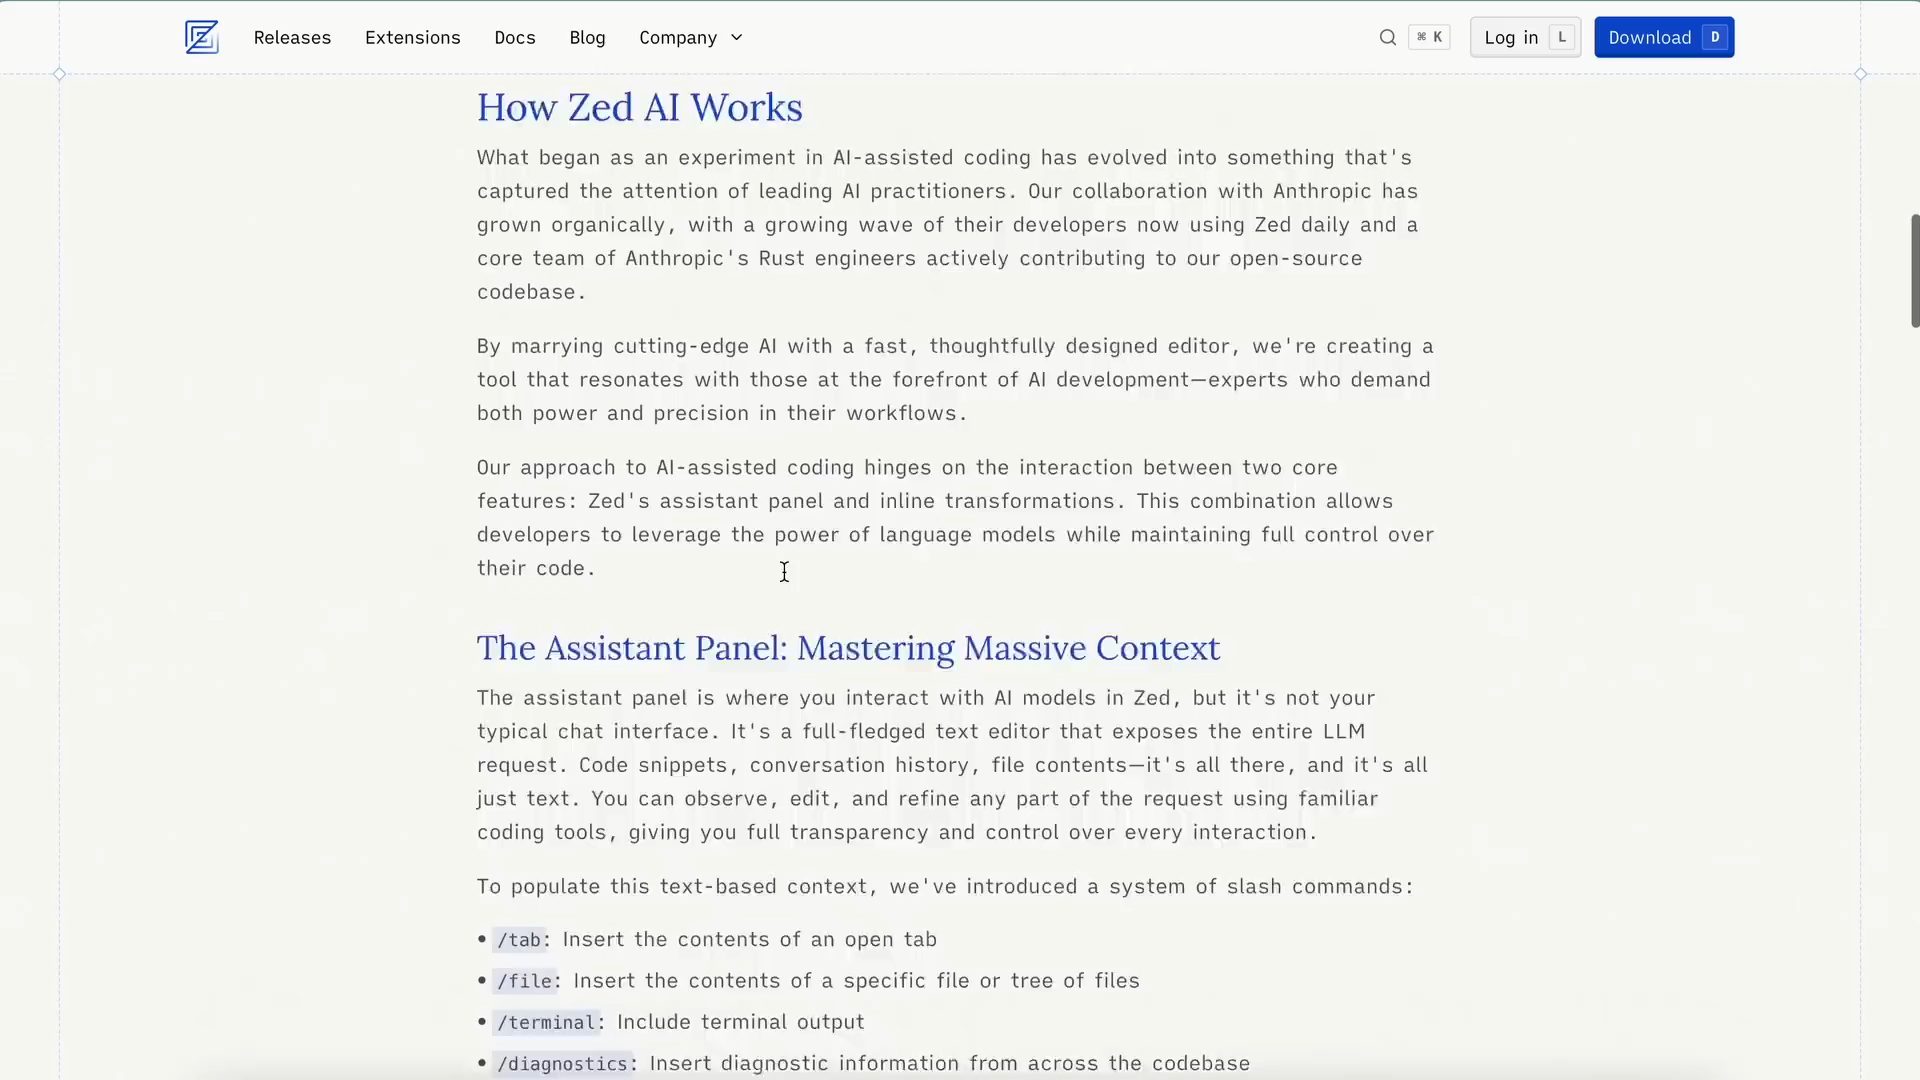 Releases
Extensions
Docs
Blog
Company
⌘ K
Log in L
Download D
How Zed AI Works
What began as an experiment in AI-assisted coding has evolved into something that's
captured the attention of leading AI practitioners. Our collaboration with Anthropic has
grown organically, with a growing wave of their developers now using Zed daily and a
core team of Anthropic's Rust engineers actively contributing to our open-source
codebase.
By marrying cutting-edge AI with a fast, thoughtfully designed editor, we're creating a
tool that resonates with those at the forefront of AI development—experts who demand
both power and precision in their workflows.
Our approach to AI-assisted coding hinges on the interaction between two core
features: Zed's assistant panel and inline transformations. This combination allows
developers to leverage the power of language models while maintaining full control over
their code.
The Assistant Panel: Mastering Massive Context
The assistant panel is where you interact with AI models in Zed, but it's not your
typical chat interface. It's a full-fledged text editor that exposes the entire LLM
request. Code snippets, conversation history, file contents—it's all there, and it's all
just text. You can observe, edit, and refine any part of the request using familiar
coding tools, giving you full transparency and control over every interaction.
To populate this text-based context, we've introduced a system of slash commands:
• /tab: Insert the contents of an open tab
• /file: Insert the contents of a specific file or tree of files
• /terminal: Include terminal output
• /diagnostics: Insert diagnostic information from across the codebase